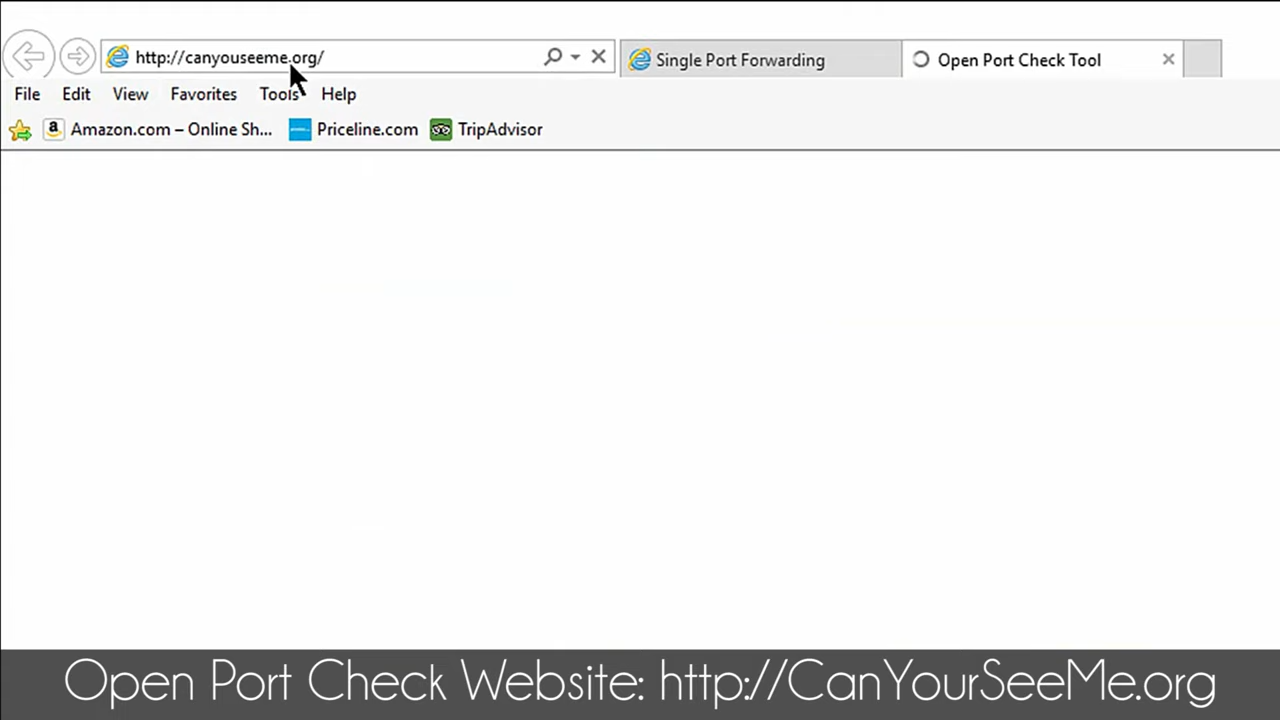 http://canyouseeme.org/
Single Port Forwarding
Open Port Check Tool
File Edit View Favorites Tools Help
a Amazon.com – Online Sh... Priceline.com TripAdvisor
Open Port Check Website: http://CanYourSeeMe.org